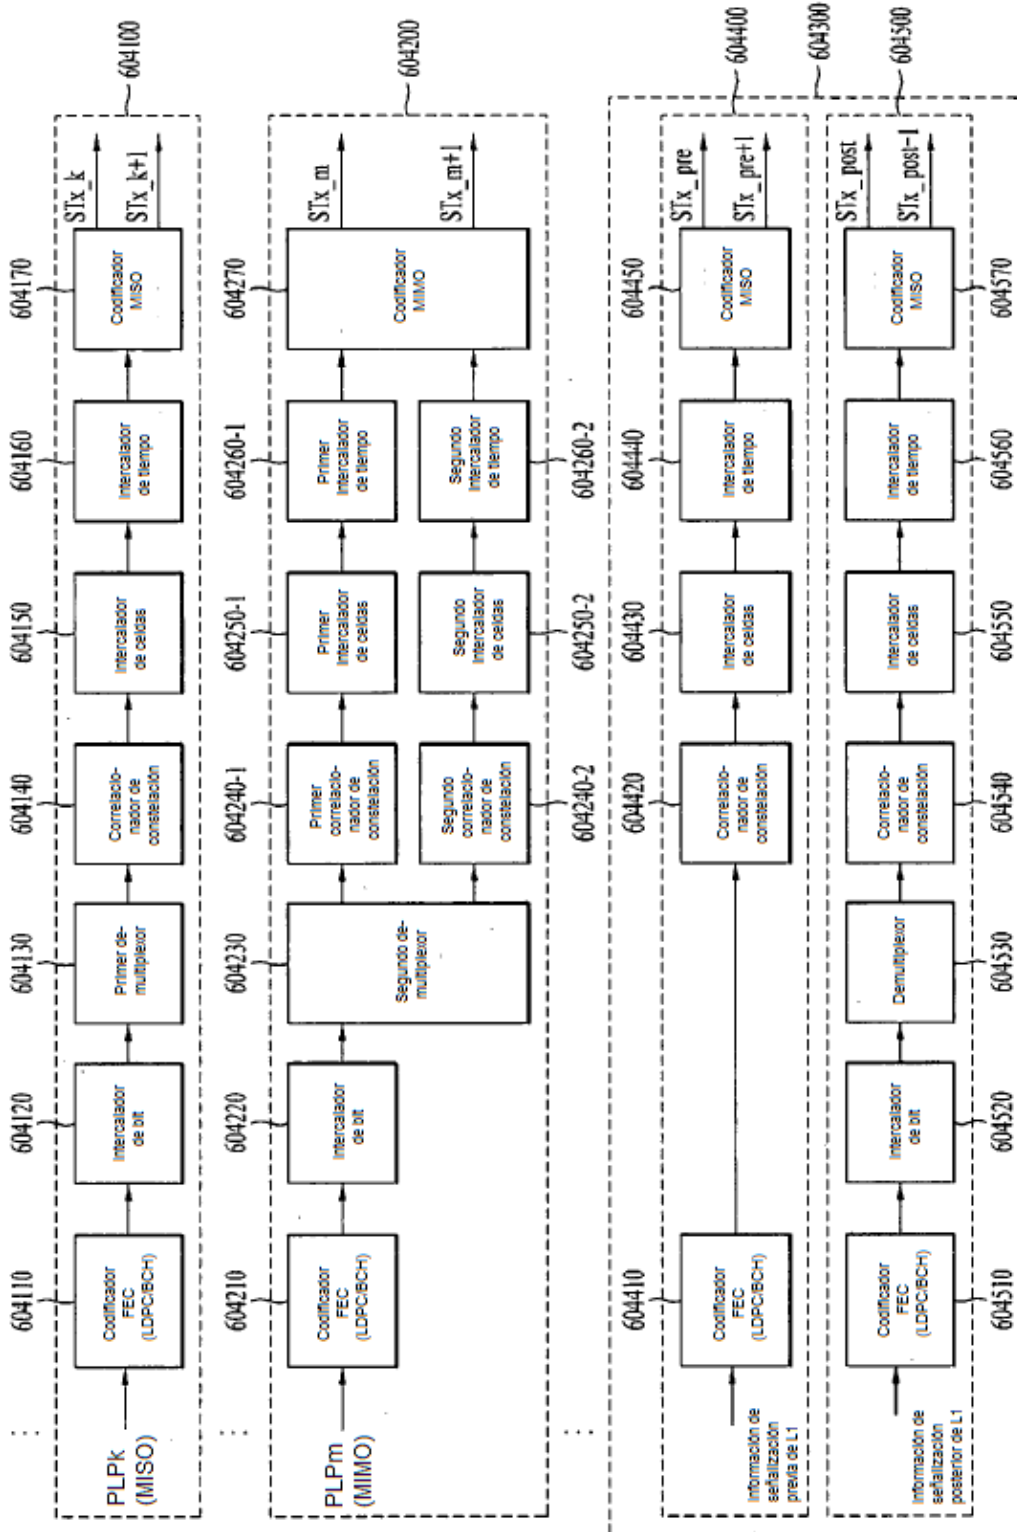 604100
604110
604120
604130
604140
604150
604160
604170
PLPk
(MISO)
Codificador
FEC
(LDPC/BCH)
Intercalador
de bit
Primer de-
multiplexor
Correlacio-
nador de
constelación
Intercalador
de celdas
Intercalador
de tiempo
Codificador
MISO
STx_k
STx_k+1
604200
604210
604220
604230
604240-1
604250-1
604260-1
604270
PLPm
(MIMO)
Codificador
FEC
(LDPC/BCH)
Intercalador
de bit
Segundo de-
multiplexor
Primer
correlacio-
nador de
constelación
Primer
Intercalador
de celdas
Primer
Intercalador
de tiempo
Codificador
MIMO
STx_m
STx_m+1
Segundo
correlacio-
nador de
constelación
Segundo
Intercalador
de celdas
Segundo
Intercalador
de tiempo
604240-2
604250-2
604260-2
604300
604400
604410
604420
604430
604440
604450
Información de
señalización
previa de L1
Codificador
FEC
(LDPC/BCH)
Correlacio-
nador de
constelación
Intercalador
de celdas
Intercalador
de tiempo
Codificador
MISO
STx_pre
STx_pre+1
604500
Información de
señalización
posterior de L1
Codificador
FEC
(LDPC/BCH)
Intercalador
de bit
Demultiplexor
Correlacio-
nador de
constelación
Intercalador
de celdas
Intercalador
de tiempo
Codificador
MISO
STx_post
STx_post-1
604510
604520
604530
604540
604550
604560
604570